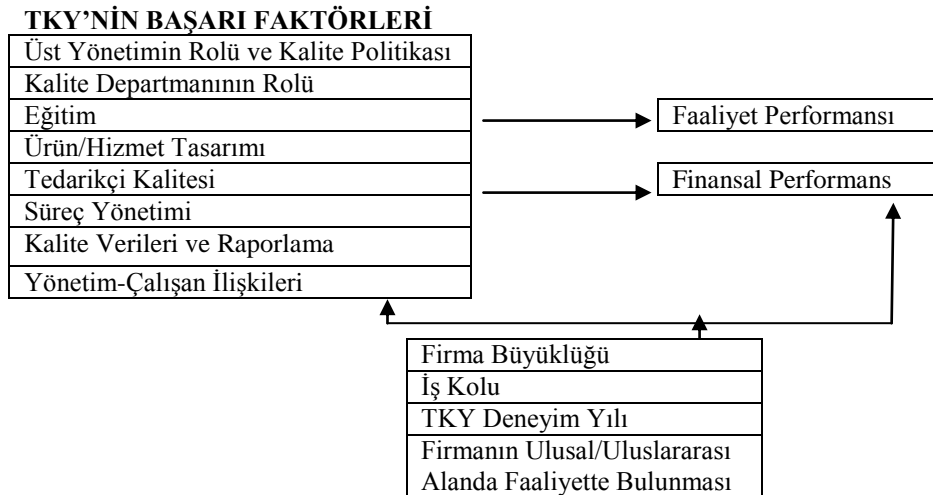 TKY’NİN BAŞARI FAKTÖRLERİ
Üst Yönetimin Rolü ve Kalite Politikası
Kalite Departmanının Rolü
Eğitim
Ürün/Hizmet Tasarımı
Tedarikçi Kalitesi
Süreç Yönetimi
Kalite Verileri ve Raporlama
Yönetim-Çalışan İlişkileri
Faaliyet Performansı
Finansal Performans
Firma Büyüklüğü
İş Kolu
TKY Deneyim Yılı
Firmanın Ulusal/Uluslararası
Alanda Faaliyette Bulunması